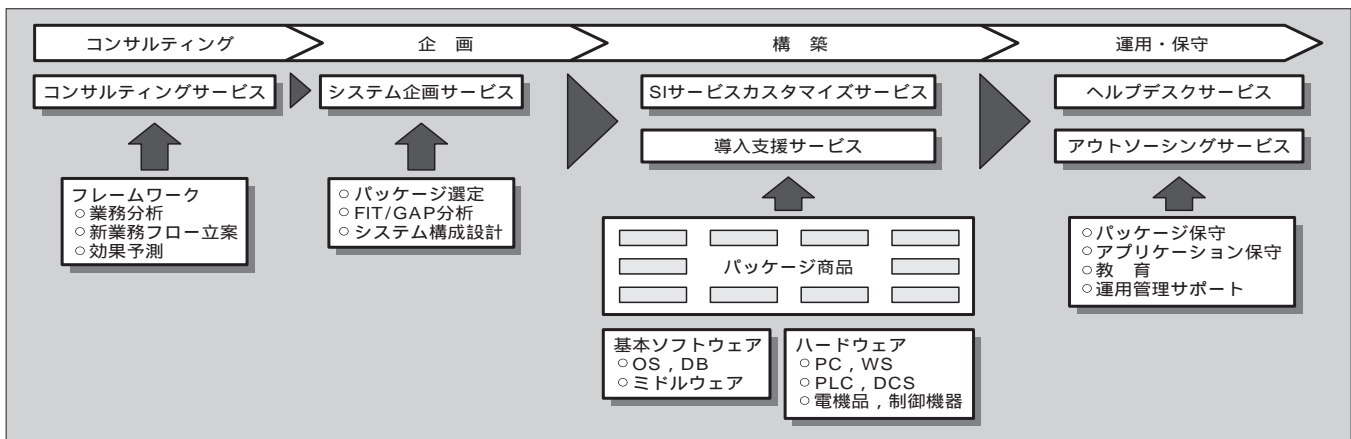 コンサルティング
企　画
構　築
運用・保守
コンサルティングサービス
システム企画サービス
SIサービスカスタマイズサービス
導入支援サービス
ヘルプデスクサービス
アウトソーシングサービス
フレームワーク
○業務分析
○新業務フロー立案
○効果予測
○パッケージ選定
○FIT/GAP分析
○システム構成設計
パッケージ商品
基本ソフトウェア
○OS，DB
○ミドルウェア
ハードウェア
○PC，WS
○PLC，DCS
○電機品，制御機器
○パッケージ保守
○アプリケーション保守
○教　育
○運用管理サポート